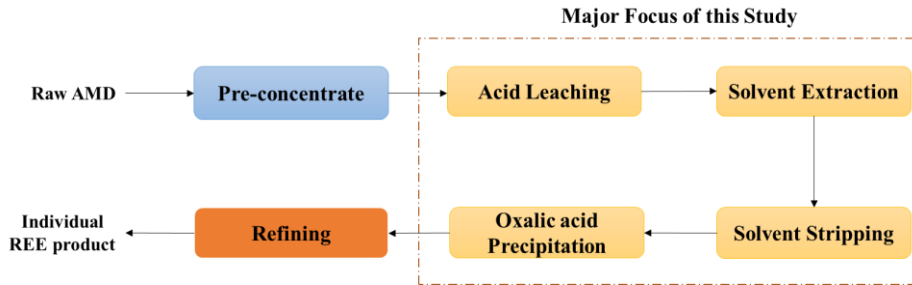 Major Focus of this Study
Raw AMD
Pre-concentrate
Acid Leaching
Solvent Extraction
Individual
REE product
Refining
Oxalic acid
Precipitation
Solvent Stripping